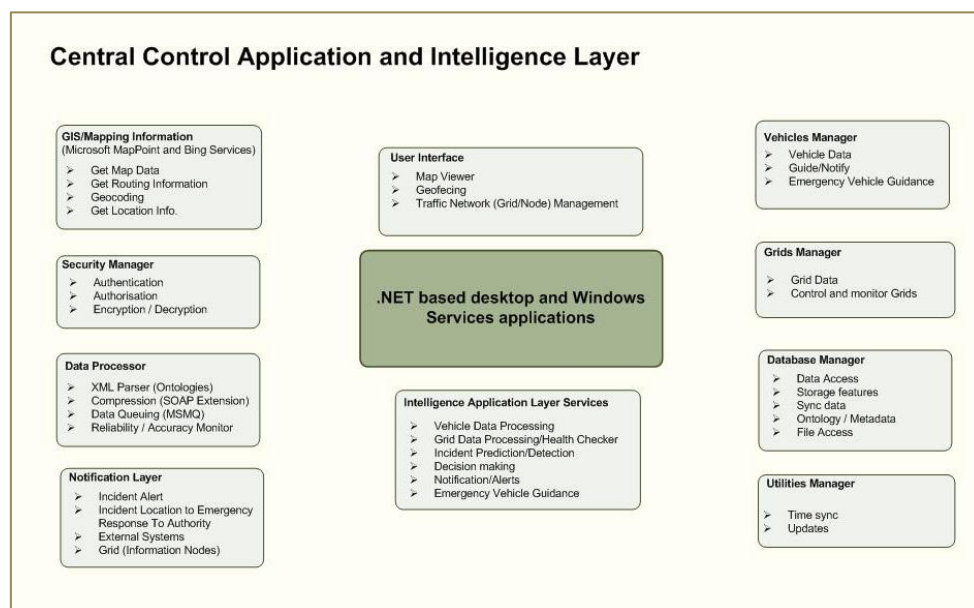 Central Control Application and Intelligence Layer
GIS/Mapping Information
(Microsoft MapPoint and Bing Services)
➢ Get Map Data
➢ Get Routing Information
➢ Geocoding
➢ Get Location Info.
Security Manager
➢ Authentication
➢ Authorisation
➢ Encryption / Decryption
Data Processor
➢ XML Parser (Ontologies)
➢ Compression (SOAP Extension)
➢ Data Queuing (MSMQ)
➢ Reliability / Accuracy Monitor
Notification Layer
➢ Incident Alert
➢ Incident Location to Emergency
Response To Authority
➢ External Systems
➢ Grid (Information Nodes)
User Interface
➢ Map Viewer
➢ Geofecing
➢ Traffic Network (Grid/Node) Management
.NET based desktop and Windows
Services applications
Intelligence Application Layer Services
➢ Vehicle Data Processing
➢ Grid Data Processing/Health Checker
➢ Incident Prediction/Detection
➢ Decision making
➢ Notification/Alerts
➢ Emergency Vehicle Guidance
Vehicles Manager
➢ Vehicle Data
➢ Guide/Notify
➢ Emergency Vehicle Guidance
Grids Manager
➢ Grid Data
➢ Control and monitor Grids
Database Manager
➢ Data Access
➢ Storage features
➢ Sync data
➢ Ontology / Metadata
➢ File Access
Utilities Manager
➢ Time sync
➢ Updates